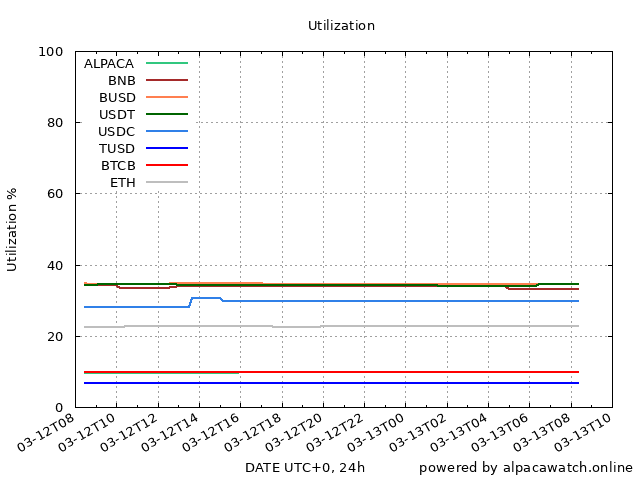 Utilization
100
80
60
40
20
0
Utilization %
ALPACA
BNB
BUSD
USDT
USDC
TUSD
BTCB
ETH
03-12T08
03-12T10
03-12T12
03-12T14
03-12T16
03-12T18
03-12T20
03-12T22
03-13T00
03-13T02
03-13T04
03-13T06
03-13T08
03-13T10
DATE UTC+0, 24h
powered by alpacawatch.online